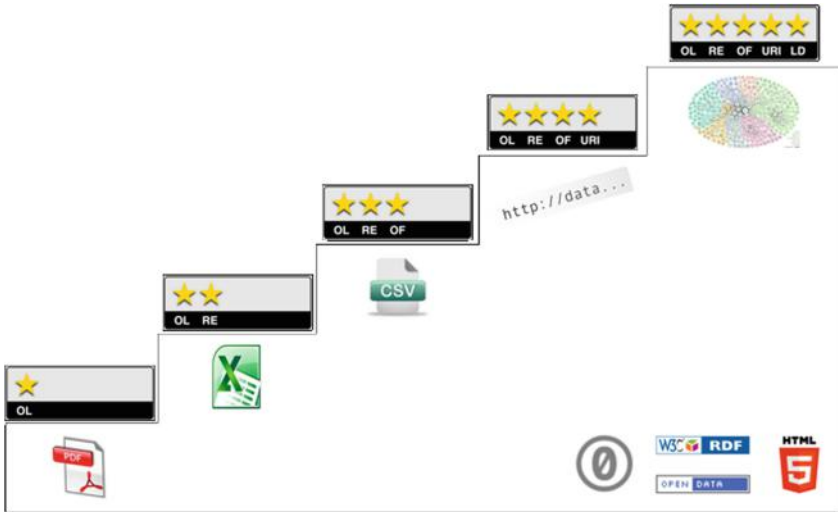 OL RE OF URI LD
OL RE OF URI
http://data...
OL RE OF
CSV
OL RE
X
OL
PDF
0
W3C RDF
HTML
5
OPEN DATA